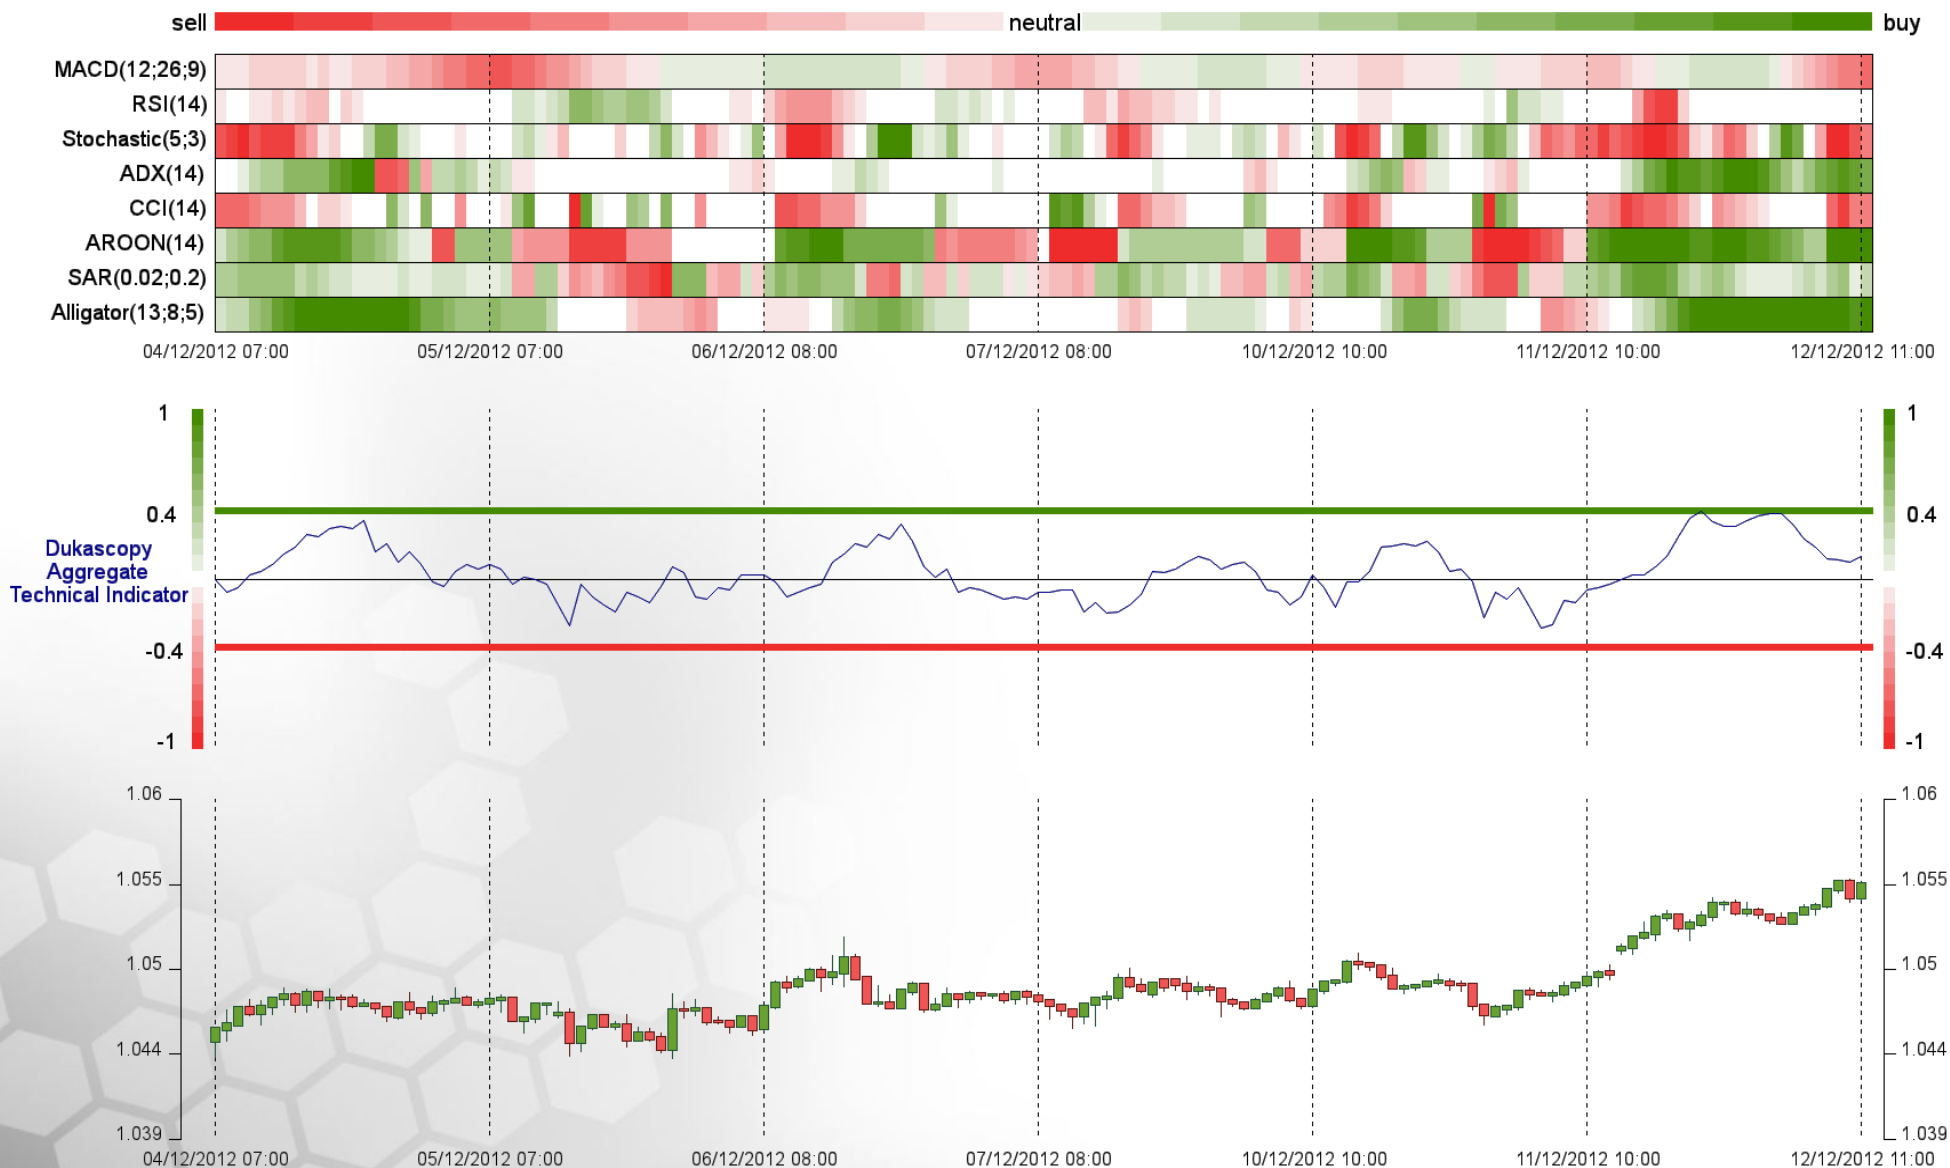 sell neutral buy
MACD(12;26;9)
RSI(14)
Stochastic(5;3)
ADX(14)
CCI(14)
AROON(14)
SAR(0.02;0.2)
Alligator(13;8;5)
04/12/2012 07:00 05/12/2012 07:00 06/12/2012 08:00 07/12/2012 08:00 10/12/2012 10:00 11/12/2012 10:00 12/12/2012 11:00
1 1
0.4 0.4
Dukascopy
Aggregate
Technical Indicator
-0.4 -0.4
-1 -1
1.06 1.06
1.055 1.055
1.05 1.05
1.044 1.044
1.039 1.039
04/12/2012 07:00 05/12/2012 07:00 06/12/2012 08:00 07/12/2012 08:00 10/12/2012 10:00 11/12/2012 10:00 12/12/2012 11:00